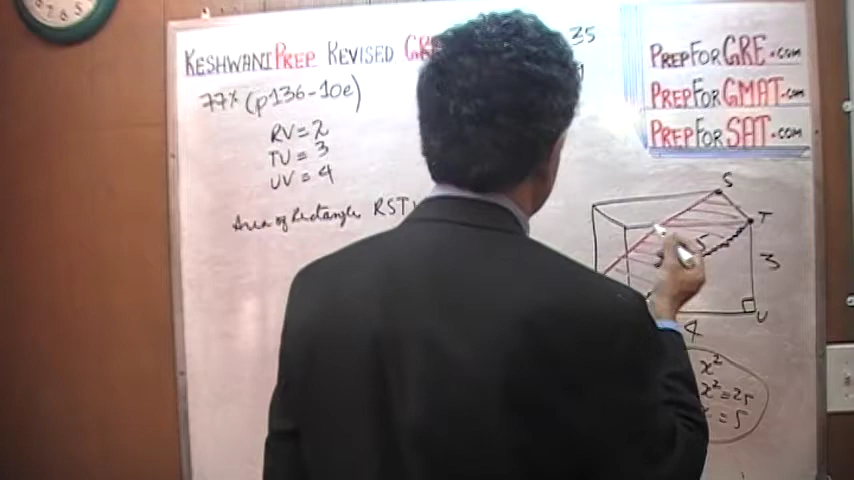 KESHWANIPREP REVISED GRE
35
77% (p136-10e)
RV = 2
TU = 3
UV = 4
Area of Rectangle RST
PREPFORGRE.com
PREPFORGMAT.com
PREPFORSAT.com
S
T
5
3
U
4
x²
x² = 25
= 5